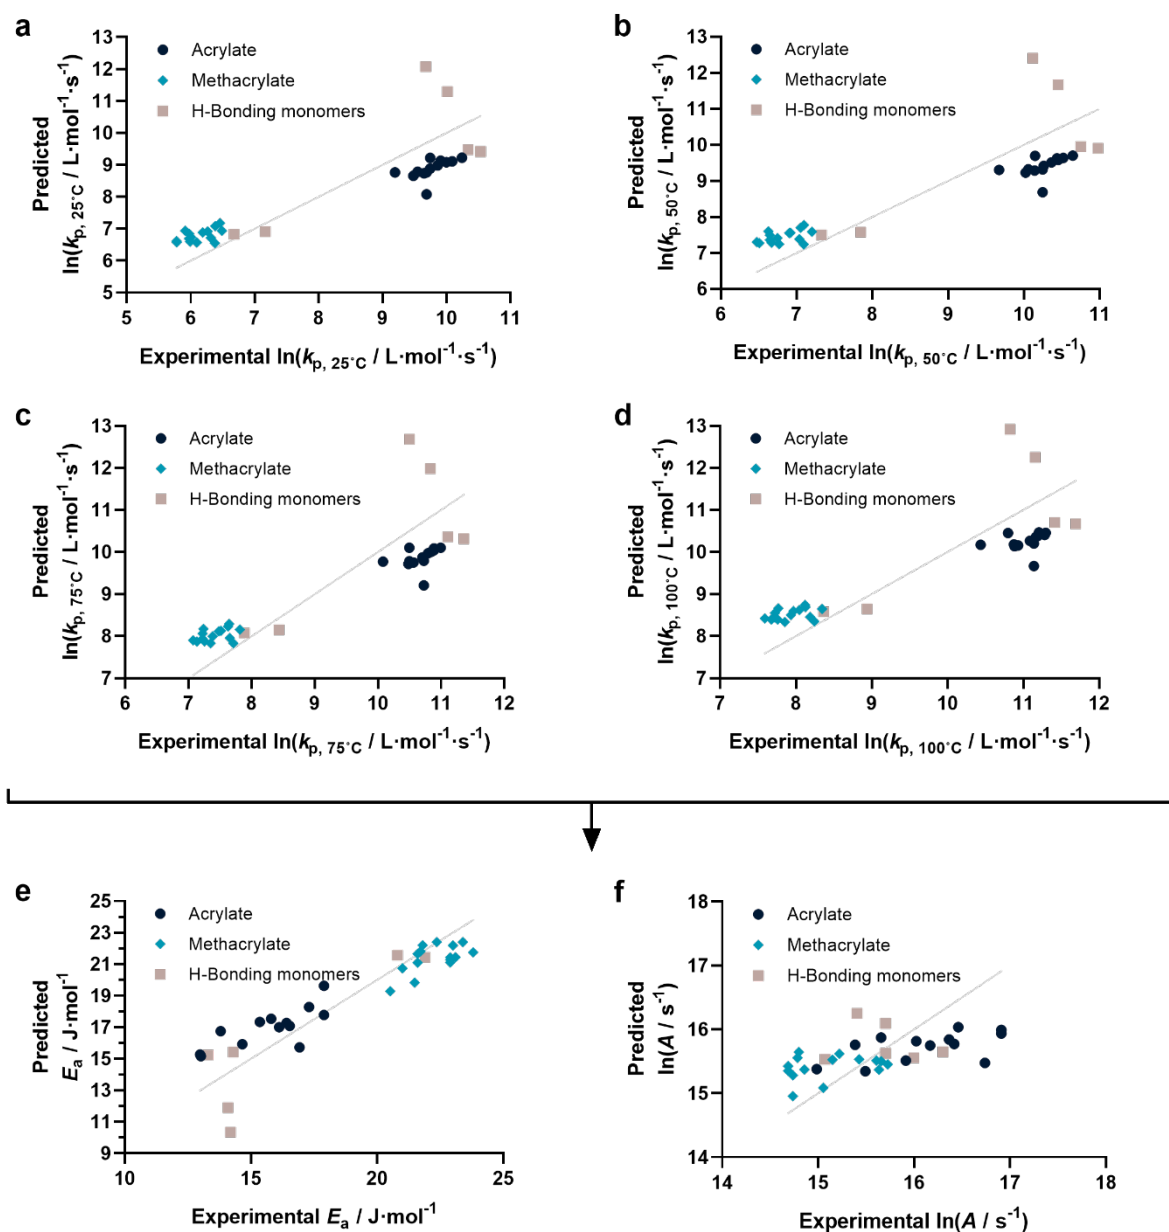 a
Predicted
ln(kp, 25°C / L·mol⁻¹·s⁻¹)
13
12
11
10
9
8
7
6
5
Acrylate
Methacrylate
H-Bonding monomers
5 6 7 8 9 10 11
Experimental ln(kp, 25°C / L·mol⁻¹·s⁻¹)
b
Predicted
ln(kp, 50°C / L·mol⁻¹·s⁻¹)
13
12
11
10
9
8
7
6
Acrylate
Methacrylate
H-Bonding monomers
6 7 8 9 10 11
Experimental ln(kp, 50°C / L·mol⁻¹·s⁻¹)
c
Predicted
ln(kp, 75°C / L·mol⁻¹·s⁻¹)
13
12
11
10
9
8
7
Acrylate
Methacrylate
H-Bonding monomers
6 7 8 9 10 11 12
Experimental ln(kp, 75°C / L·mol⁻¹·s⁻¹)
d
Predicted
ln(kp, 100°C / L·mol⁻¹·s⁻¹)
13
12
11
10
9
8
7
Acrylate
Methacrylate
H-Bonding monomers
7 8 9 10 11 12
Experimental ln(kp, 100°C / L·mol⁻¹·s⁻¹)
e
Predicted
Ea / J·mol⁻¹
25
23
21
19
17
15
13
11
9
Acrylate
Methacrylate
H-Bonding monomers
10 15 20 25
Experimental Ea / J·mol⁻¹
f
Predicted
ln(A / s⁻¹)
18
17
16
15
14
Acrylate
Methacrylate
H-Bonding monomers
14 15 16 17 18
Experimental ln(A / s⁻¹)